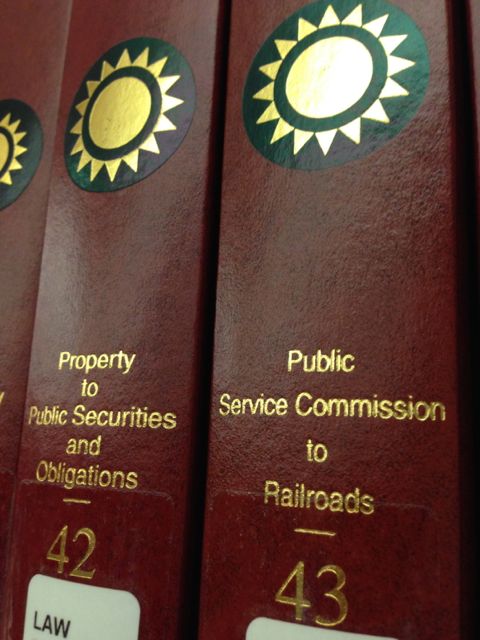 Property
to
Public Securities
and
Obligations
42
LAW
Public
Service Commission
to
Railroads
43